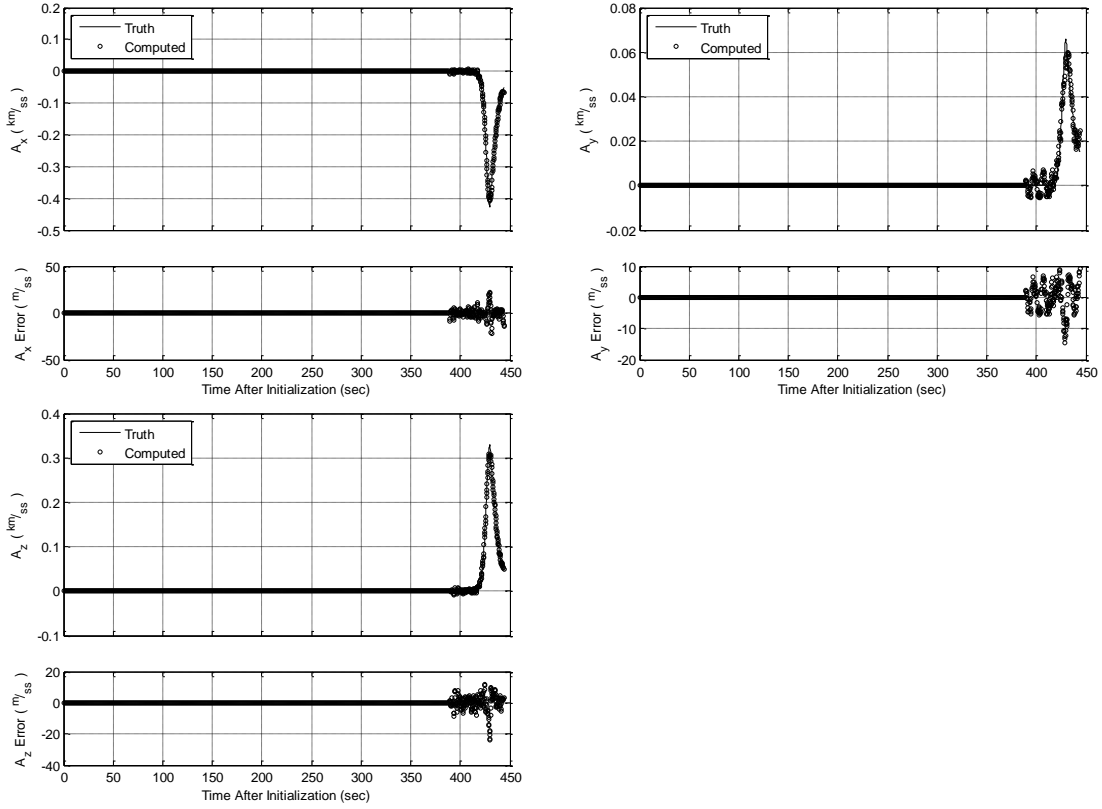 0.2
0.1
0
-0.1
-0.2
-0.3
-0.4
-0.5
A_x ( km/ss )
Truth
Computed
50
0
-50
A_x Error ( m/ss )
0 50 100 150 200 250 300 350 400 450
Time After Initialization (sec)
0.08
0.06
0.04
0.02
0
-0.02
A_y ( km/ss )
Truth
Computed
10
0
-10
-20
A_y Error ( m/ss )
0 50 100 150 200 250 300 350 400 450
Time After Initialization (sec)
0.4
0.3
0.2
0.1
0
-0.1
A_z ( km/ss )
Truth
Computed
20
0
-20
-40
A_z Error ( m/ss )
0 50 100 150 200 250 300 350 400 450
Time After Initialization (sec)